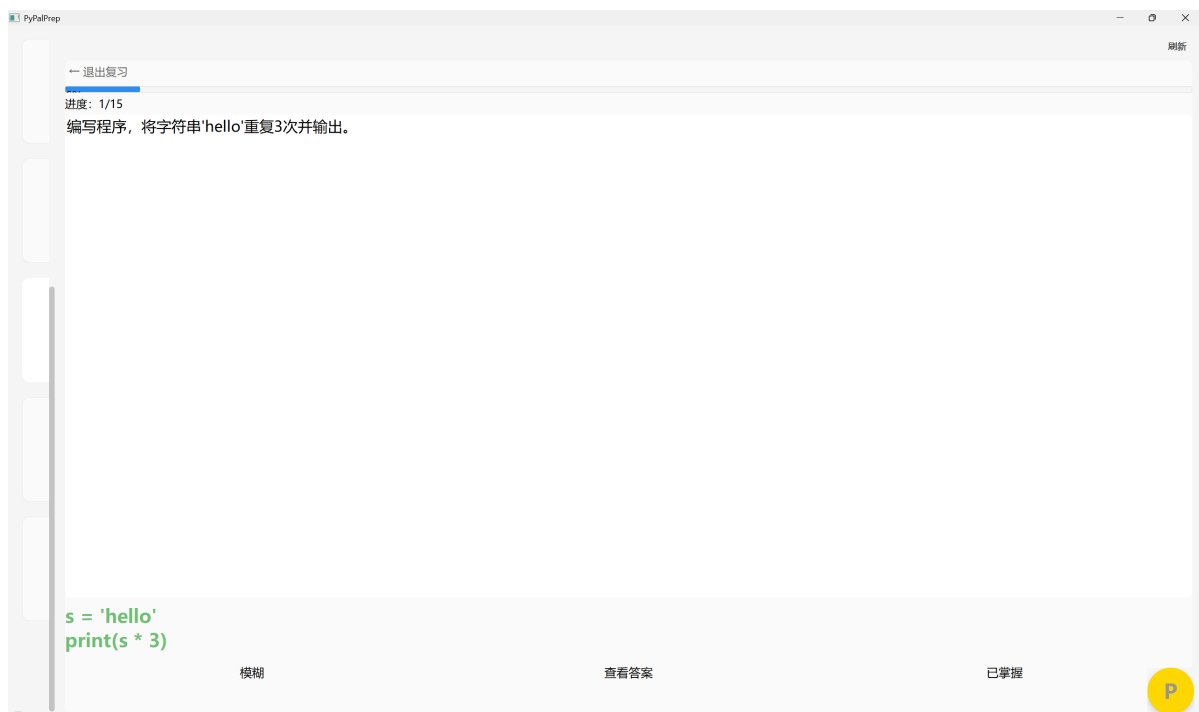 PyPalPrep
刷新
← 退出复习
进度：1/15
编写程序，将字符串'hello'重复3次并输出。
s = 'hello'
print(s * 3)
模糊
查看答案
已掌握
P